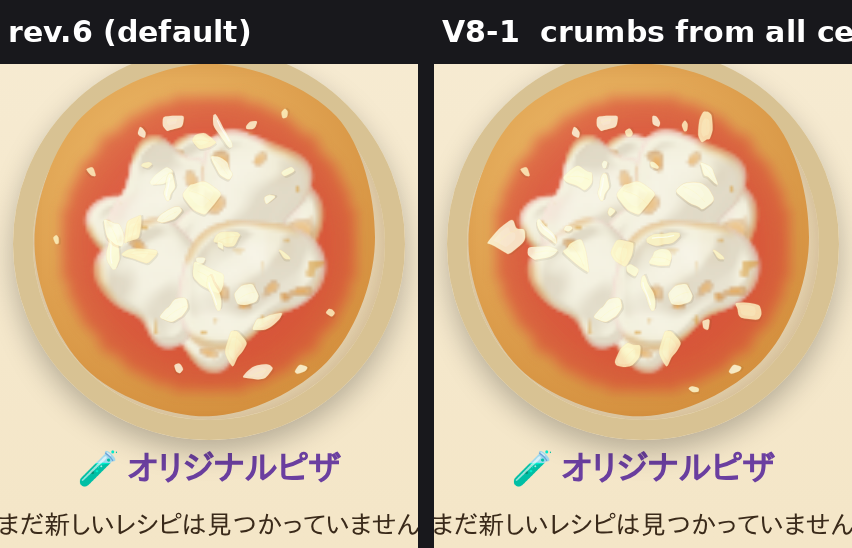 rev.6 (default)
V8-1 crumbs from all ce
オリジナルピザ
オリジナルピザ
まだ新しいレシピは見つかっていません
まだ新しいレシピは見つかっていません